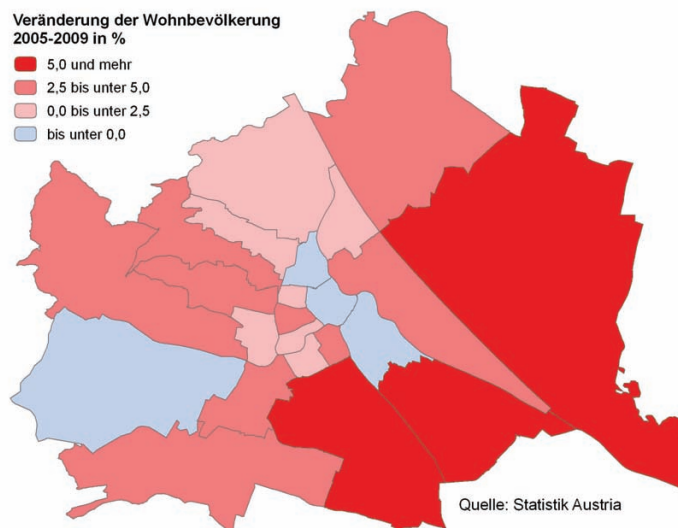 Veränderung der Wohnbevölkerung
2005-2009 in %
5,0 und mehr
2,5 bis unter 5,0
0,0 bis unter 2,5
bis unter 0,0
Quelle: Statistik Austria